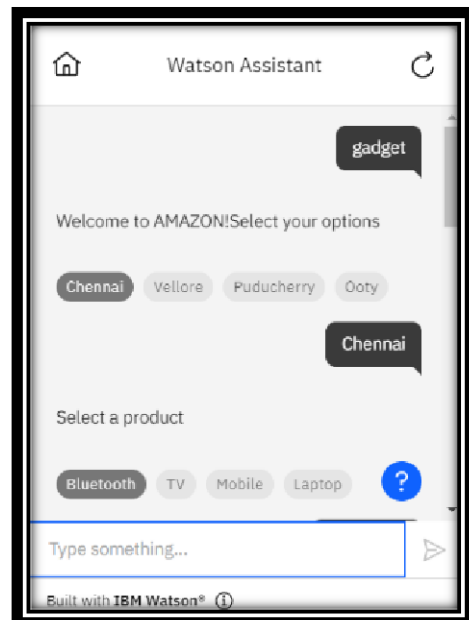 Watson Assistant
gadget
Welcome to AMAZON!Select your options
Chennai Vellore Puducherry Ooty
Chennai
Select a product
Bluetooth TV Mobile Laptop
?
Type something...
Built with IBM Watson® ⓘ